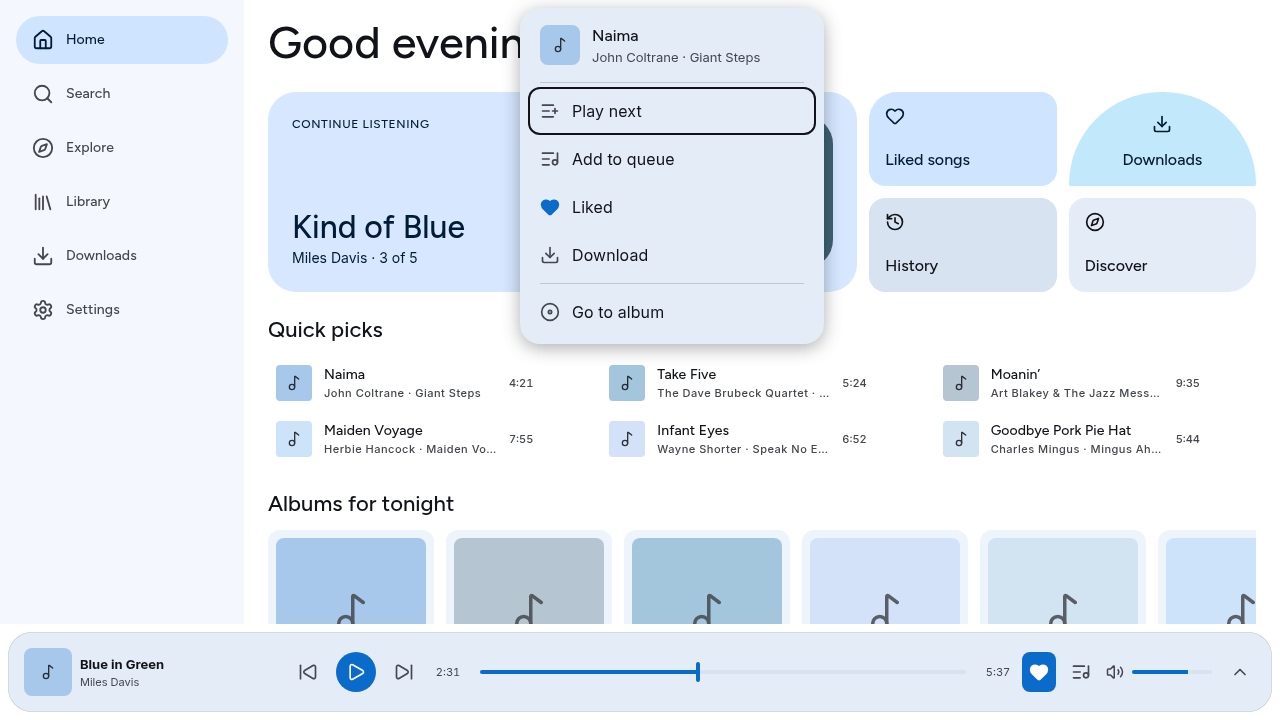 Home
Search
Explore
Library
Downloads
Settings
Good evenin
CONTINUE LISTENING
Kind of Blue
Miles Davis · 3 of 5
Naima
John Coltrane · Giant Steps
Play next
Add to queue
Liked
Download
Go to album
Liked songs
Downloads
History
Discover
Quick picks
Naima
John Coltrane · Giant Steps
4:21
Take Five
The Dave Brubeck Quartet · …
5:24
Moanin’
Art Blakey & The Jazz Mess…
9:35
Maiden Voyage
Herbie Hancock · Maiden Vo…
7:55
Infant Eyes
Wayne Shorter · Speak No E…
6:52
Goodbye Pork Pie Hat
Charles Mingus · Mingus Ah…
5:44
Albums for tonight
Blue in Green
Miles Davis
2:31
5:37